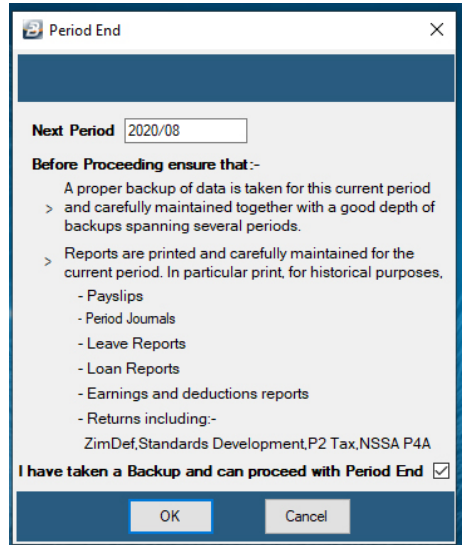 Period End
Next Period 2020/08
Before Proceeding ensure that:-
A proper backup of data is taken for this current period
> and carefully maintained together with a good depth of
backups spanning several periods.
> Reports are printed and carefully maintained for the
current period. In particular print, for historical purposes,
- Payslips
- Period Journals
- Leave Reports
- Loan Reports
- Earnings and deductions reports
- Returns including:-
ZimDef,Standards Development,P2 Tax,NSSA P4A
I have taken a Backup and can proceed with Period End
OK Cancel